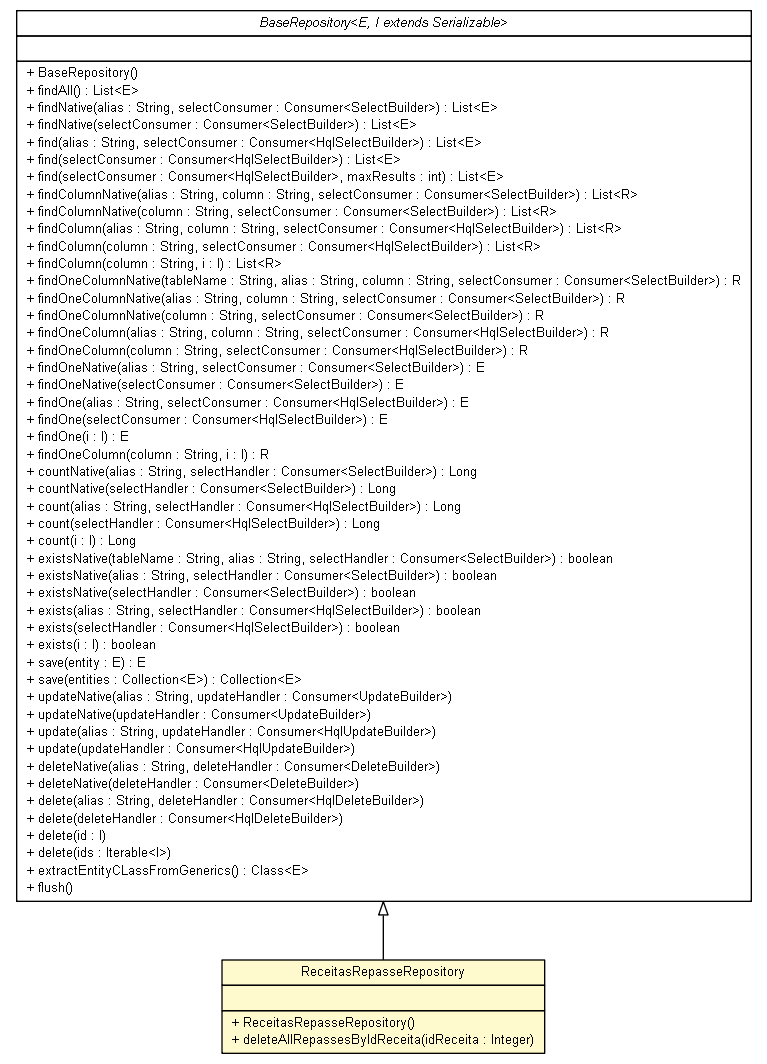 BaseRepository<E, I extends Serializable>
+ BaseRepository()
+ findAll() : List<E>
+ findNative(alias : String, selectConsumer : Consumer<SelectBuilder>) : List<E>
+ findNative(selectConsumer : Consumer<SelectBuilder>) : List<E>
+ find(alias : String, selectConsumer : Consumer<HqlSelectBuilder>) : List<E>
+ find(selectConsumer : Consumer<HqlSelectBuilder>) : List<E>
+ find(selectConsumer : Consumer<HqlSelectBuilder>, maxResults : int) : List<E>
+ findColumnNative(alias : String, column : String, selectConsumer : Consumer<SelectBuilder>) : List<R>
+ findColumnNative(column : String, selectConsumer : Consumer<SelectBuilder>) : List<R>
+ findColumn(alias : String, column : String, selectConsumer : Consumer<HqlSelectBuilder>) : List<R>
+ findColumn(column : String, selectConsumer : Consumer<HqlSelectBuilder>) : List<R>
+ findColumn(column : String, i : I) : List<R>
+ findOneColumnNative(tableName : String, alias : String, column : String, selectConsumer : Consumer<SelectBuilder>) : R
+ findOneColumnNative(alias : String, column : String, selectConsumer : Consumer<SelectBuilder>) : R
+ findOneColumnNative(column : String, selectConsumer : Consumer<SelectBuilder>) : R
+ findOneColumn(alias : String, column : String, selectConsumer : Consumer<HqlSelectBuilder>) : R
+ findOneColumn(column : String, selectConsumer : Consumer<HqlSelectBuilder>) : R
+ findOneNative(alias : String, selectConsumer : Consumer<SelectBuilder>) : E
+ findOneNative(selectConsumer : Consumer<SelectBuilder>) : E
+ findOne(alias : String, selectConsumer : Consumer<HqlSelectBuilder>) : E
+ findOne(selectConsumer : Consumer<HqlSelectBuilder>) : E
+ findOne(i : I) : E
+ findOneColumn(column : String, i : I) : R
+ countNative(alias : String, selectHandler : Consumer<SelectBuilder>) : Long
+ countNative(selectHandler : Consumer<SelectBuilder>) : Long
+ count(alias : String, selectHandler : Consumer<HqlSelectBuilder>) : Long
+ count(selectHandler : Consumer<HqlSelectBuilder>) : Long
+ count(i : I) : Long
+ existsNative(tableName : String, alias : String, selectHandler : Consumer<SelectBuilder>) : boolean
+ existsNative(alias : String, selectHandler : Consumer<SelectBuilder>) : boolean
+ existsNative(selectHandler : Consumer<SelectBuilder>) : boolean
+ exists(alias : String, selectHandler : Consumer<HqlSelectBuilder>) : boolean
+ exists(selectHandler : Consumer<HqlSelectBuilder>) : boolean
+ exists(i : I) : boolean
+ save(entity : E) : E
+ save(entities : Collection<E>) : Collection<E>
+ updateNative(alias : String, updateHandler : Consumer<UpdateBuilder>)
+ updateNative(updateHandler : Consumer<UpdateBuilder>)
+ update(alias : String, updateHandler : Consumer<HqlUpdateBuilder>)
+ update(updateHandler : Consumer<HqlUpdateBuilder>)
+ deleteNative(alias : String, deleteHandler : Consumer<DeleteBuilder>)
+ deleteNative(deleteHandler : Consumer<DeleteBuilder>)
+ delete(alias : String, deleteHandler : Consumer<HqlDeleteBuilder>)
+ delete(deleteHandler : Consumer<HqlDeleteBuilder>)
+ delete(id : I)
+ delete(ids : Iterable<I>)
+ extractEntityCLassFromGenerics() : Class<E>
+ flush()
ReceitasRepasseRepository
+ ReceitasRepasseRepository()
+ deleteAllRepassesByIdReceita(idReceita : Integer)